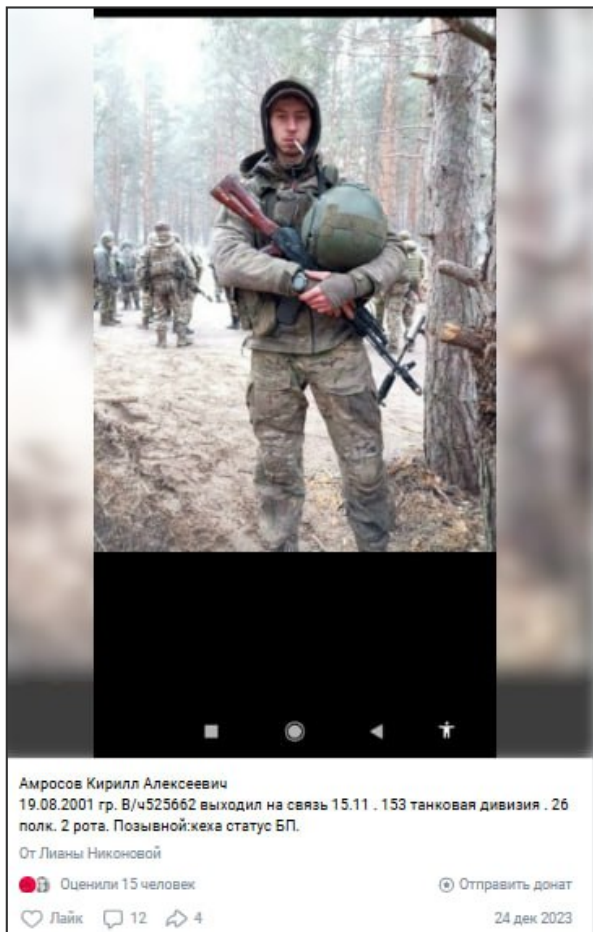 Амросов Кирилл Алексеевич
19.08.2001 гр. В/ч525662 выходил на связь 15.11 . 153 танковая дивизия . 26
полк. 2 рота. Позывной:кеха статус БП.
От Лианы Никоновой
Оценили 15 человек
Отправить донат
Лайк 12 4
24 дек 2023